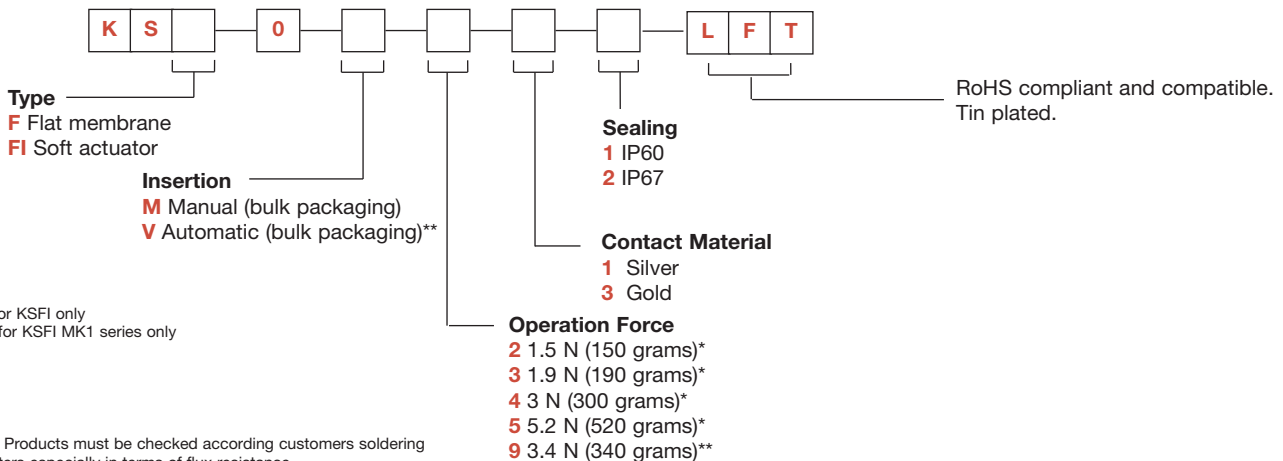 K S 0 L F T
Type
F Flat membrane
FI Soft actuator
Insertion
M Manual (bulk packaging)
V Automatic (bulk packaging)**
or KSFI only
for KSFI MK1 series only
Operation Force
2 1.5 N (150 grams)*
3 1.9 N (190 grams)*
4 3 N (300 grams)*
5 5.2 N (520 grams)*
9 3.4 N (340 grams)**
Contact Material
1 Silver
3 Gold
Sealing
1 IP60
2 IP67
RoHS compliant and compatible.
Tin plated.
Products must be checked according customers soldering